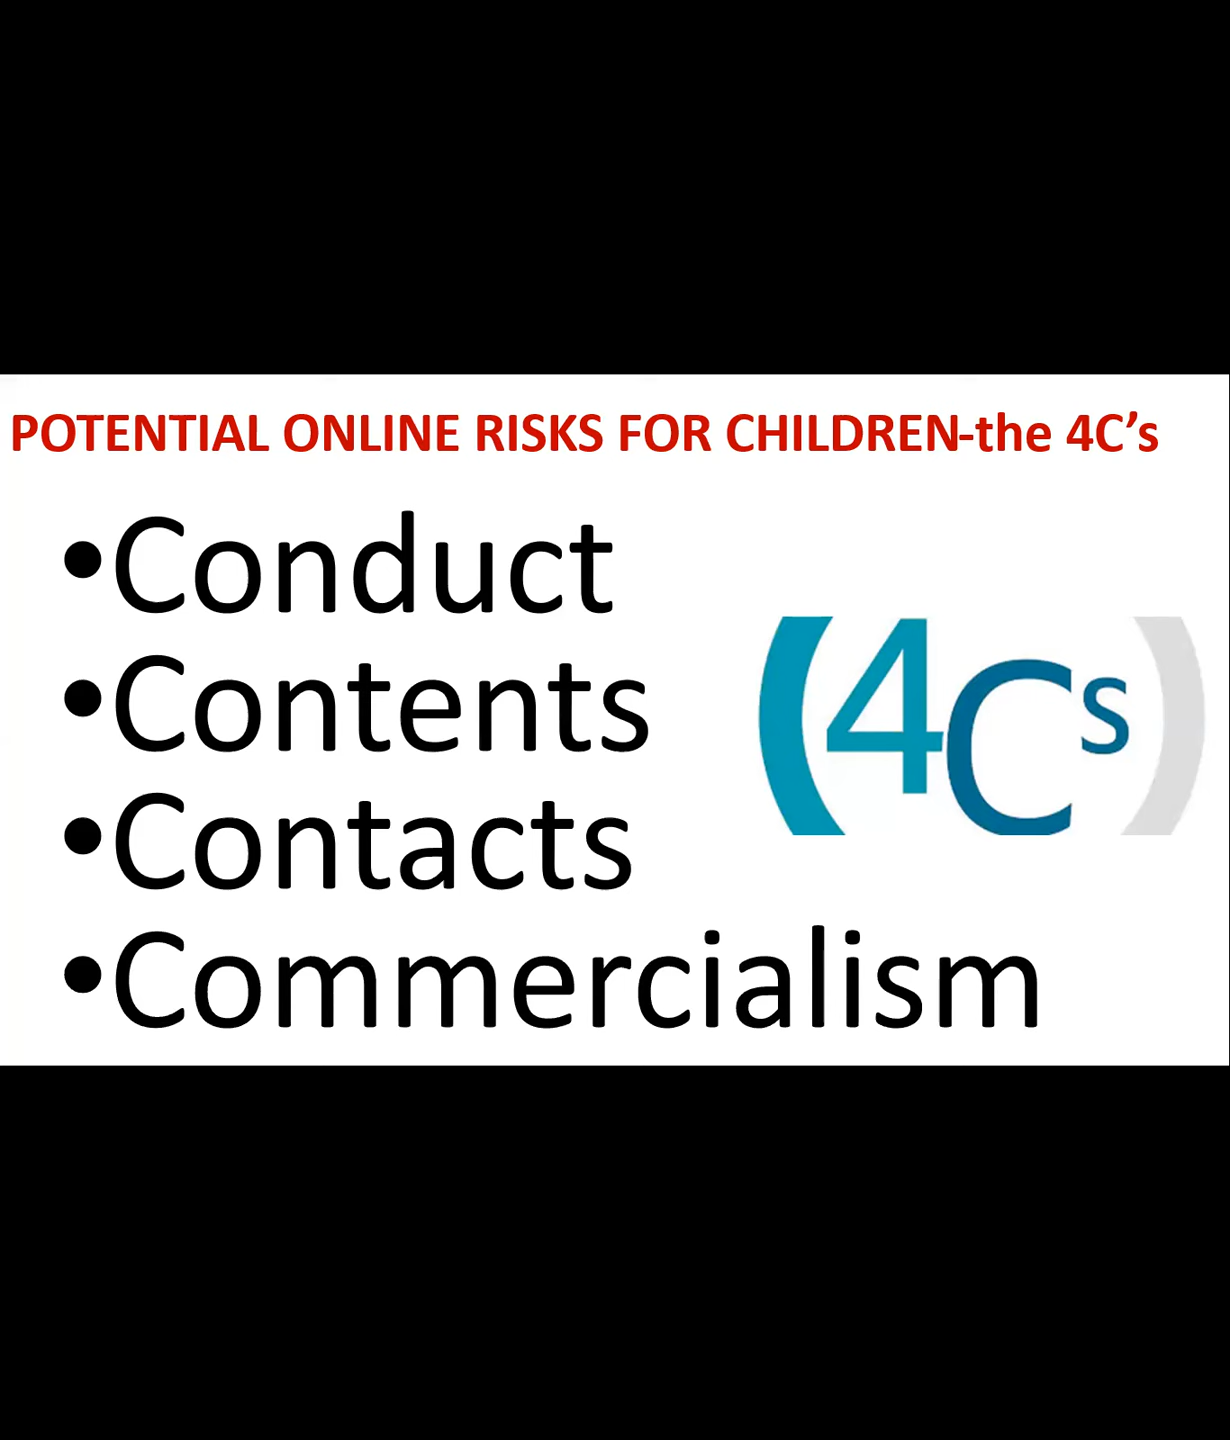 POTENTIAL ONLINE RISKS FOR CHILDREN-the 4C’s
•Conduct
•Contents
•Contacts
•Commercialism
(4Cs)